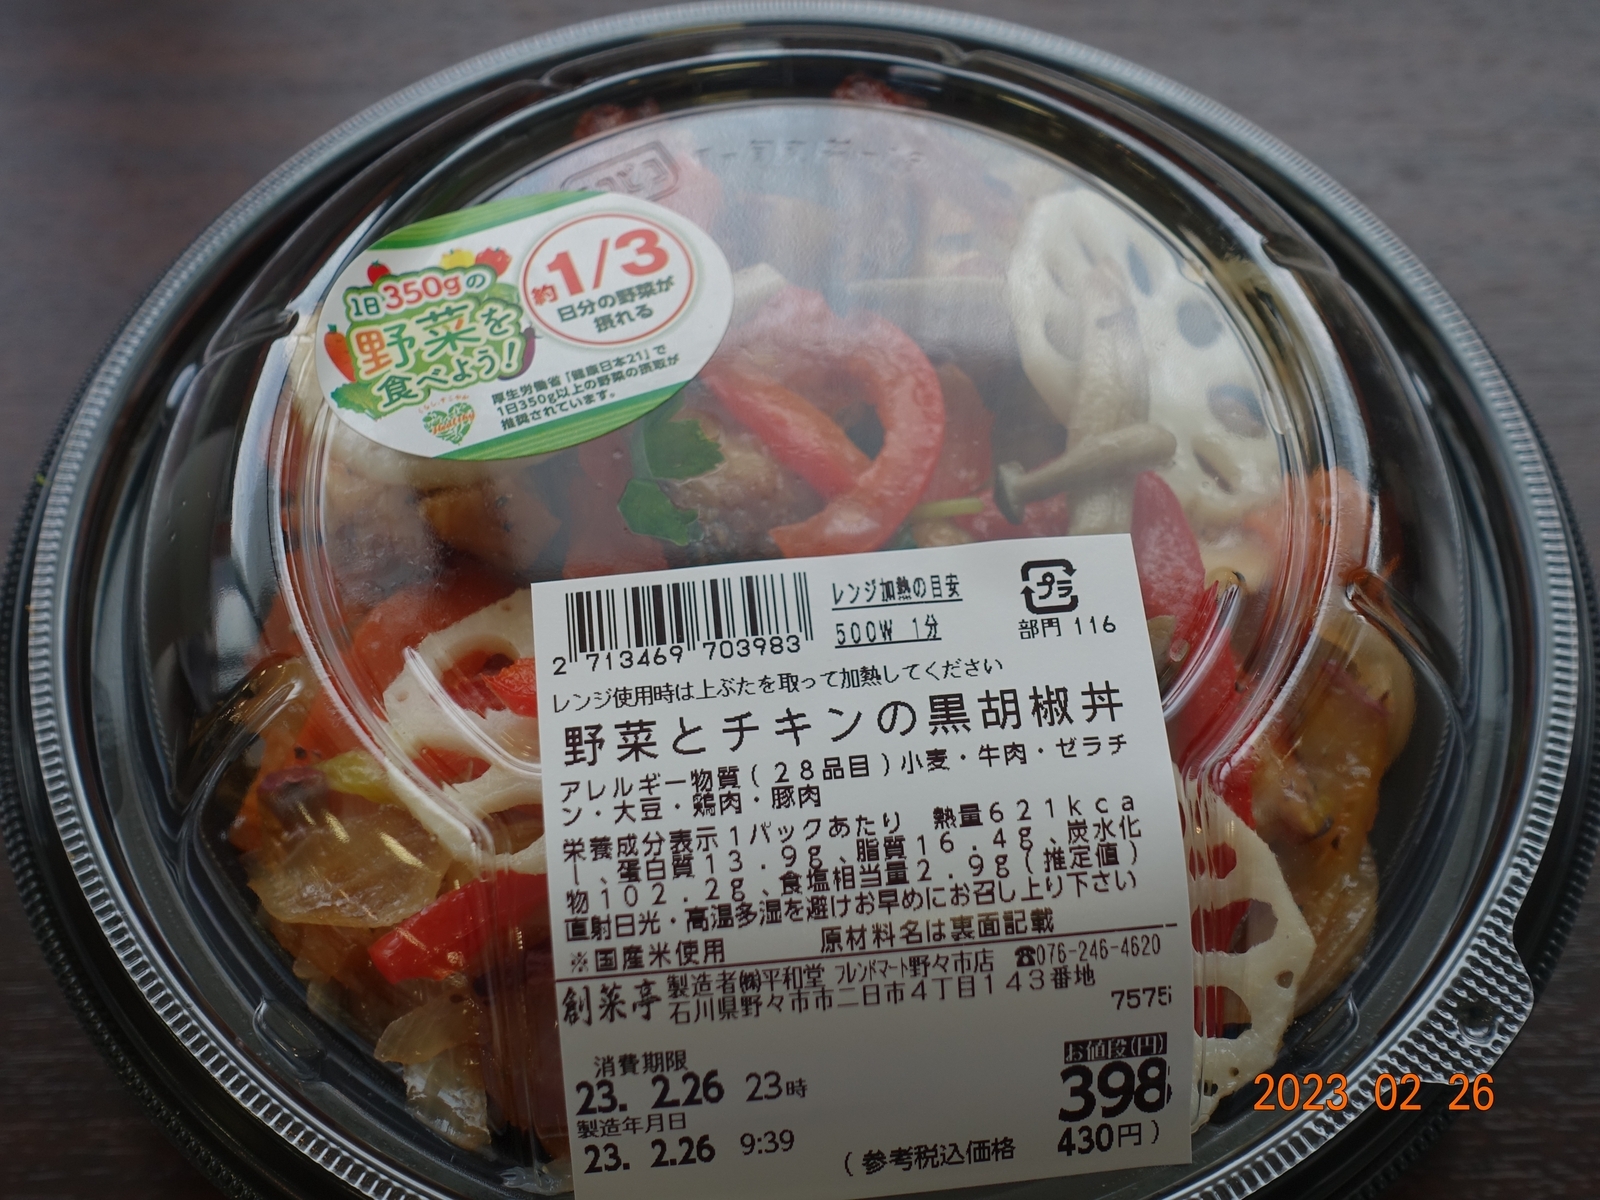 1日350gの
野菜を
食べよう!
Healthy
約1/3
日分の野菜が
摂れる
厚生労働省「健康日本21」で
1日350g以上の野菜の摂取が
推奨されています。
2 713469 703983
レンジ加熱の目安
500W 1分
プラ
部門 116
レンジ使用時は上ぶたを取って加熱してください
野菜とチキンの黒胡椒丼
アレルギー物質(28品目)小麦・牛肉・ゼラチ
ン・大豆・鶏肉・豚肉
栄養成分表示1パックあたり 熱量621kca
l、蛋白質13.9g、脂質16.4g、炭水化
物102.2g、食塩相当量2.9g(推定値)
直射日光・高温多湿を避けお早めにお召し上り下さい
※国産米使用 原材料名は裏面記載
創菜亭
製造者㈱平和堂 フレンドマート野々市店 ☎076-246-4620
石川県野々市市二日市4丁目143番地
7575
消費期限
23. 2.26 23時
製造年月日
23. 2.26 9:39
お値段(円)
398
(参考税込価格 430円)
2023 02 26